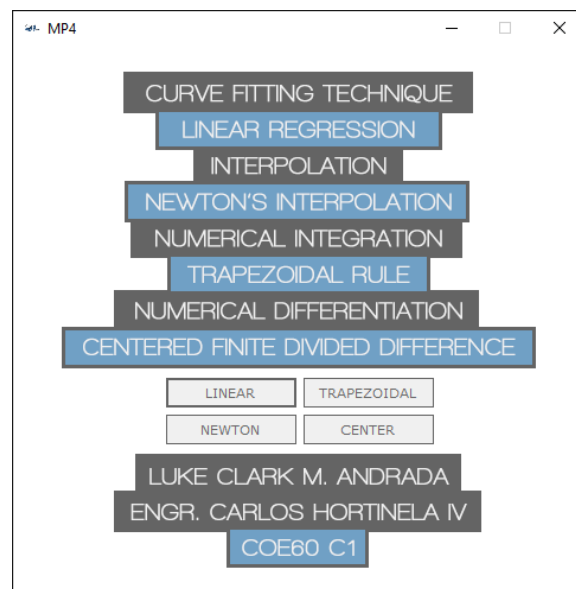 MP4
CURVE FITTING TECHNIQUE
LINEAR REGRESSION
INTERPOLATION
NEWTON'S INTERPOLATION
NUMERICAL INTEGRATION
TRAPEZOIDAL RULE
NUMERICAL DIFFERENTIATION
CENTERED FINITE DIVIDED DIFFERENCE
LINEAR TRAPEZOIDAL
NEWTON CENTER
LUKE CLARK M. ANDRADA
ENGR. CARLOS HORTINELA IV
COE60 C1